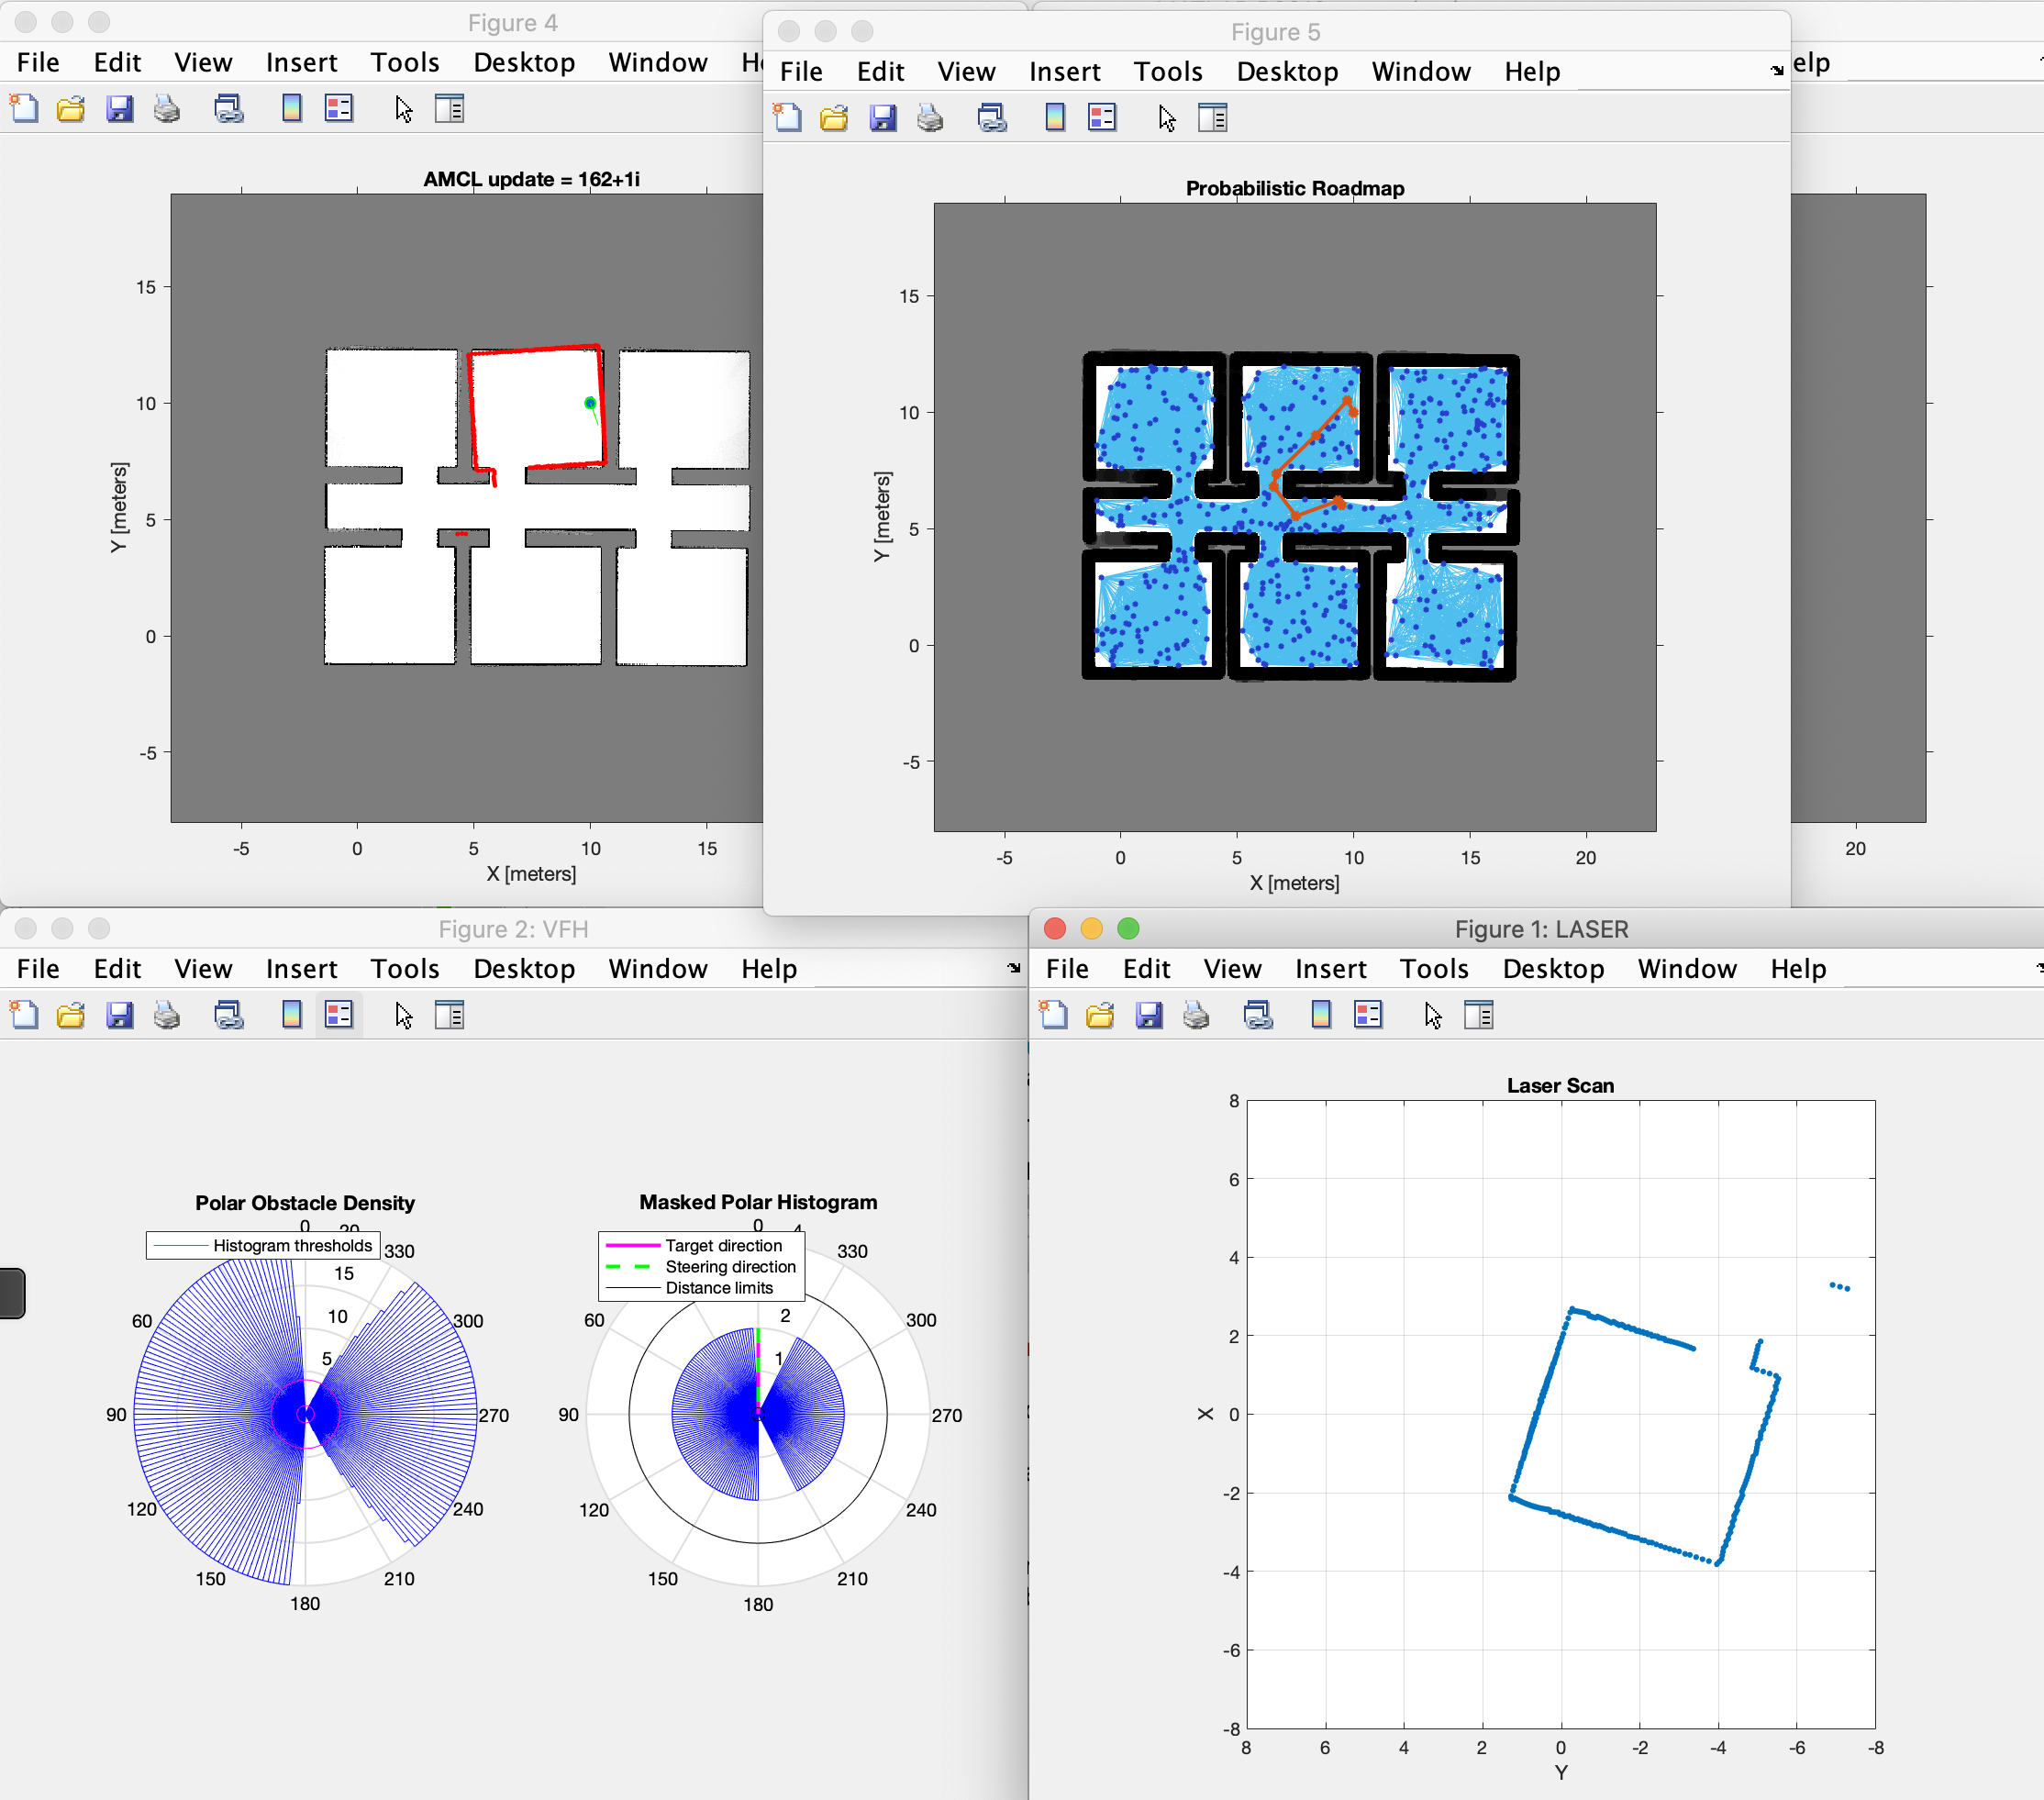 Figure 4
File Edit View Insert Tools Desktop Window
AMCL update = 162+1i
15
10
5
0
-5
Y [meters]
-5 0 5 10 15
X [meters]
Figure 5
File Edit View Insert Tools Desktop Window Help
Probabilistic Roadmap
15
10
5
0
-5
Y [meters]
-5 0 5 10 15 20
X [meters]
elp
20
Figure 2: VFH
File Edit View Insert Tools Desktop Window Help
Polar Obstacle Density
Histogram thresholds
0
20
330
15
10
5
60
300
90
270
120
240
150
210
180
Masked Polar Histogram
Target direction
Steering direction
Distance limits
0
4
330
2
1
60
300
90
270
120
240
150
210
180
Figure 1: LASER
File Edit View Insert Tools Desktop Window Help
Laser Scan
8
6
4
2
0
-2
-4
-6
-8
X
8 6 4 2 0 -2 -4 -6 -8
Y